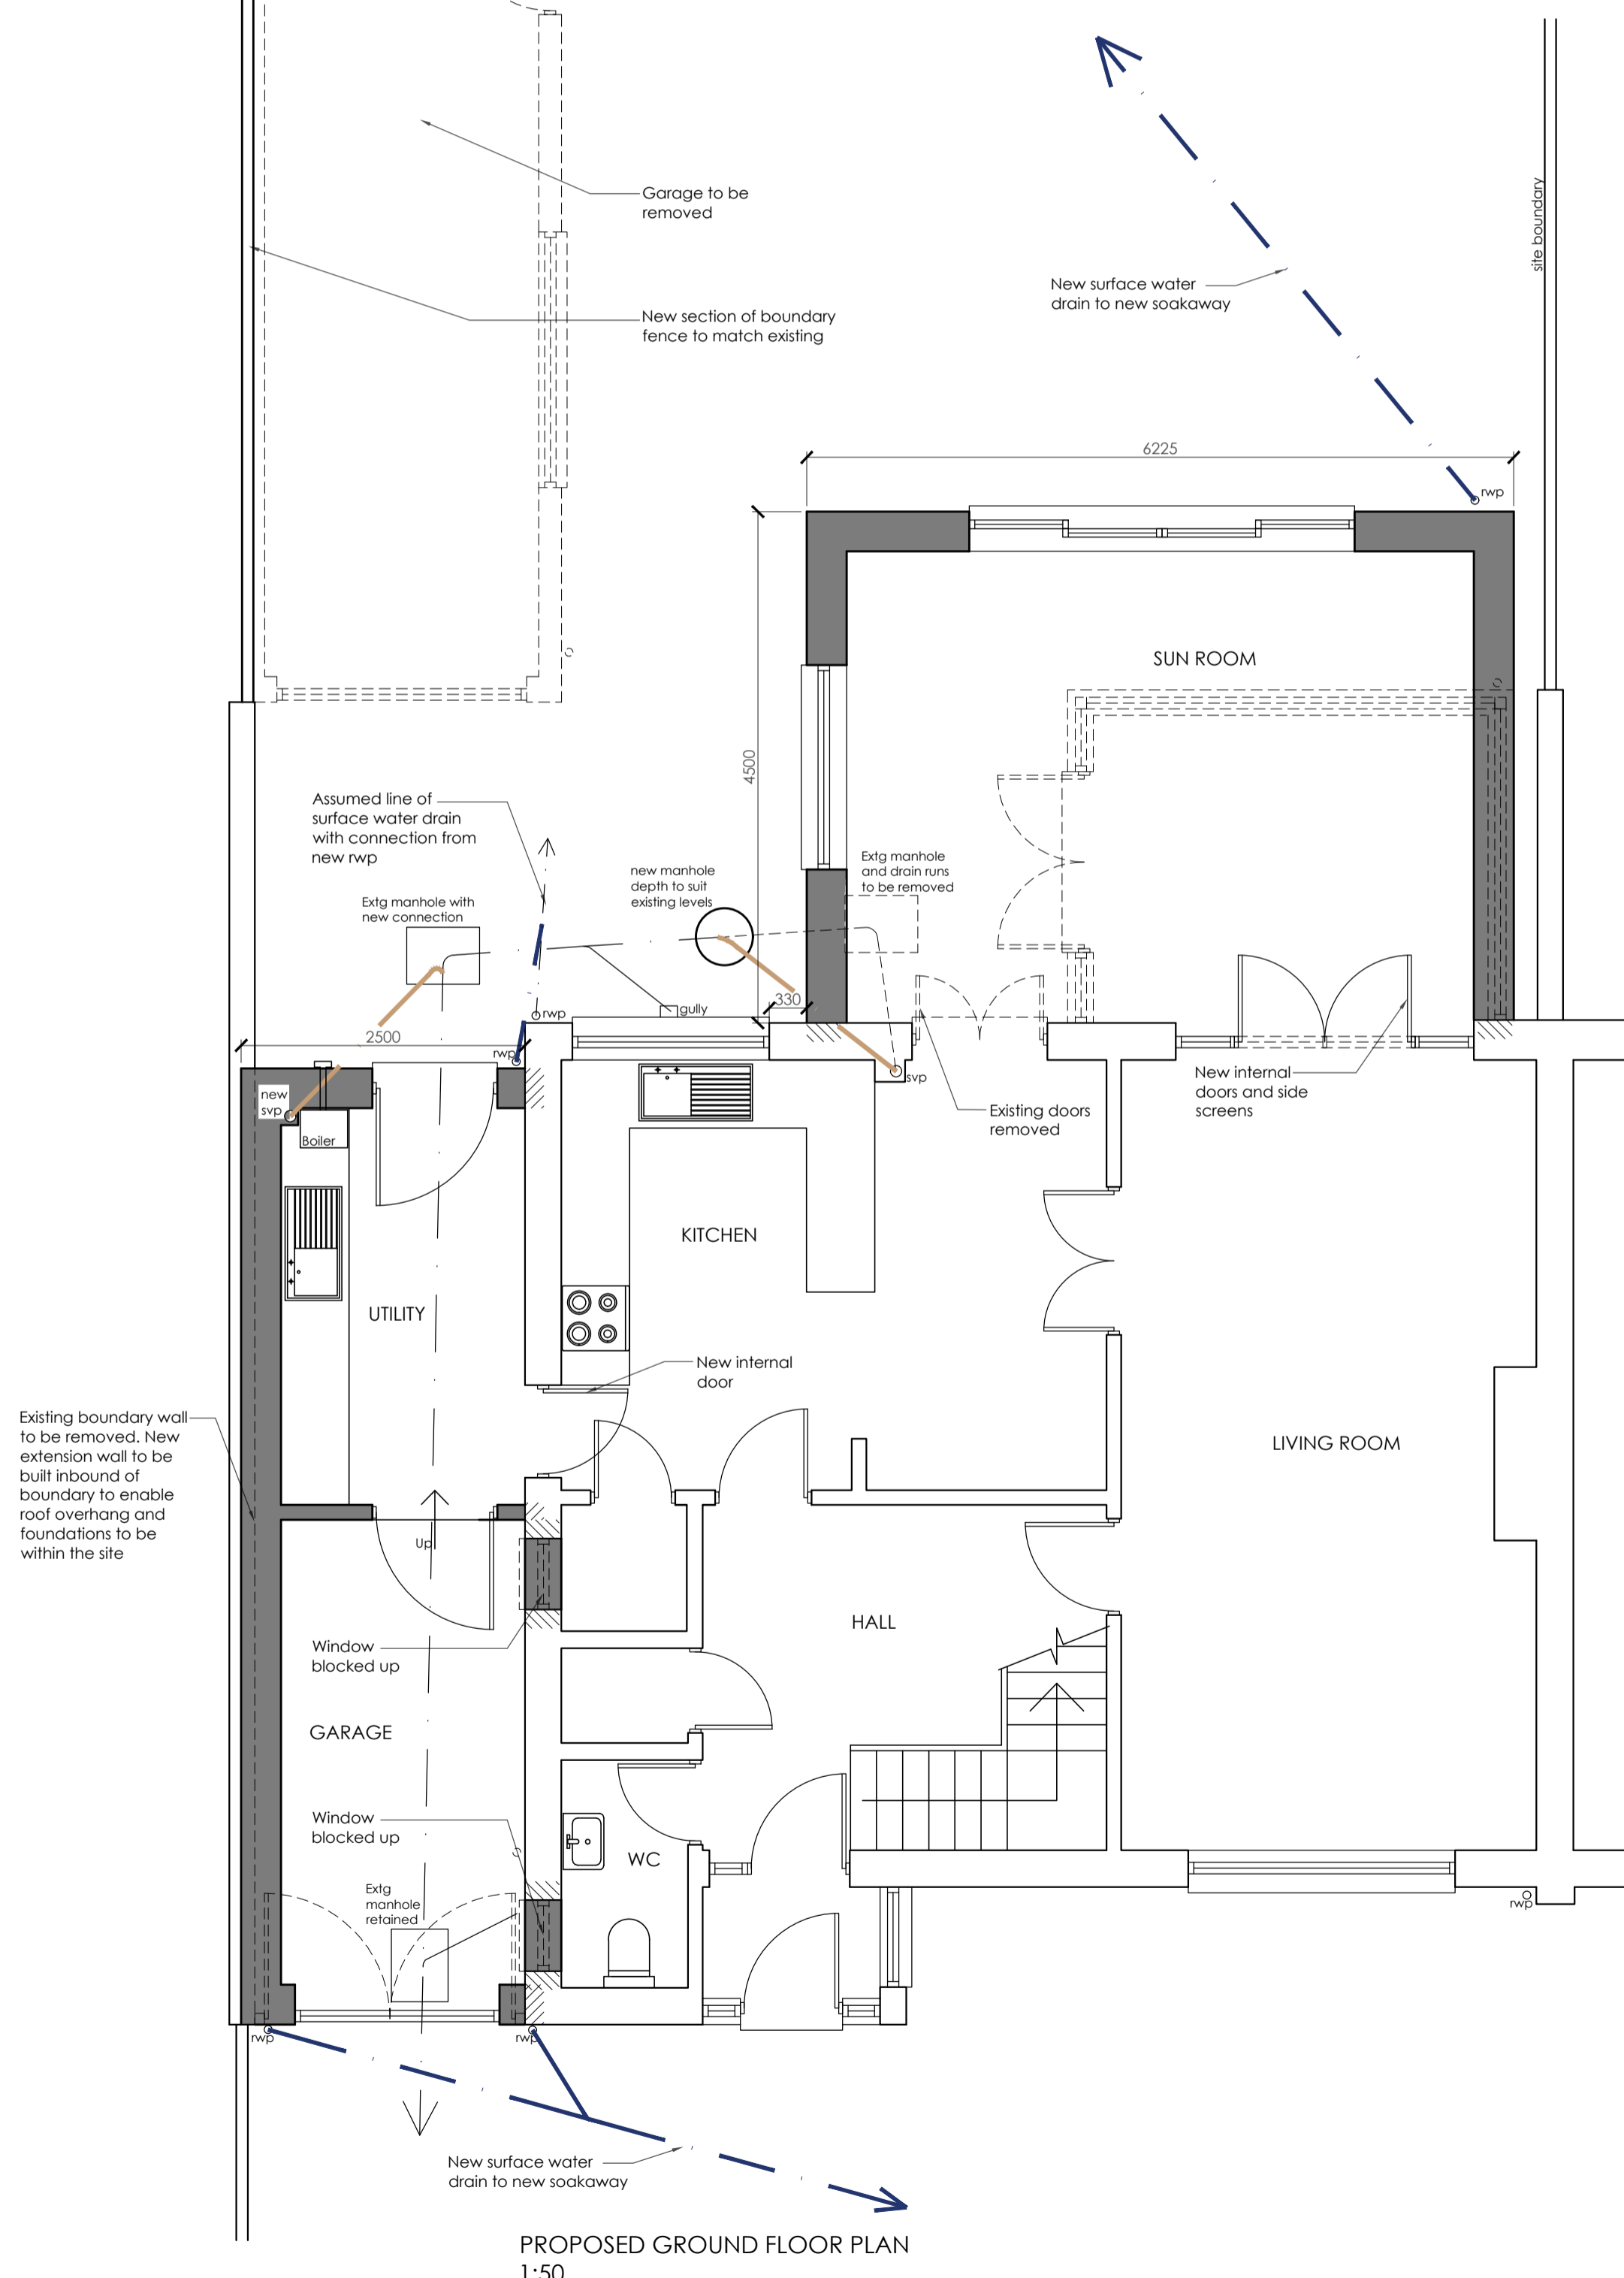 Garage to be
removed
site boundary
New surface water
drain to new soakaway
New section of boundary
fence to match existing
6225
rwp
SUN ROOM
4500
Assumed line of
surface water drain
with connection from
new rwp
Extg manhole with
new connection
new manhole
depth to suit
existing levels
Extg manhole
and drain runs
to be removed
330
gully
rwp
2500
rwp
svp
new
svp
Boiler
Existing doors
removed
New internal
doors and side
screens
KITCHEN
UTILITY
New internal
door
Existing boundary wall
to be removed. New
extension wall to be
built inbound of
boundary to enable
roof overhang and
foundations to be
within the site
LIVING ROOM
Up
HALL
Window
blocked up
GARAGE
Window
blocked up
WC
Extg
manhole
retained
rwp
rwp
rwp
New surface water
drain to new soakaway
PROPOSED GROUND FLOOR PLAN
1:50